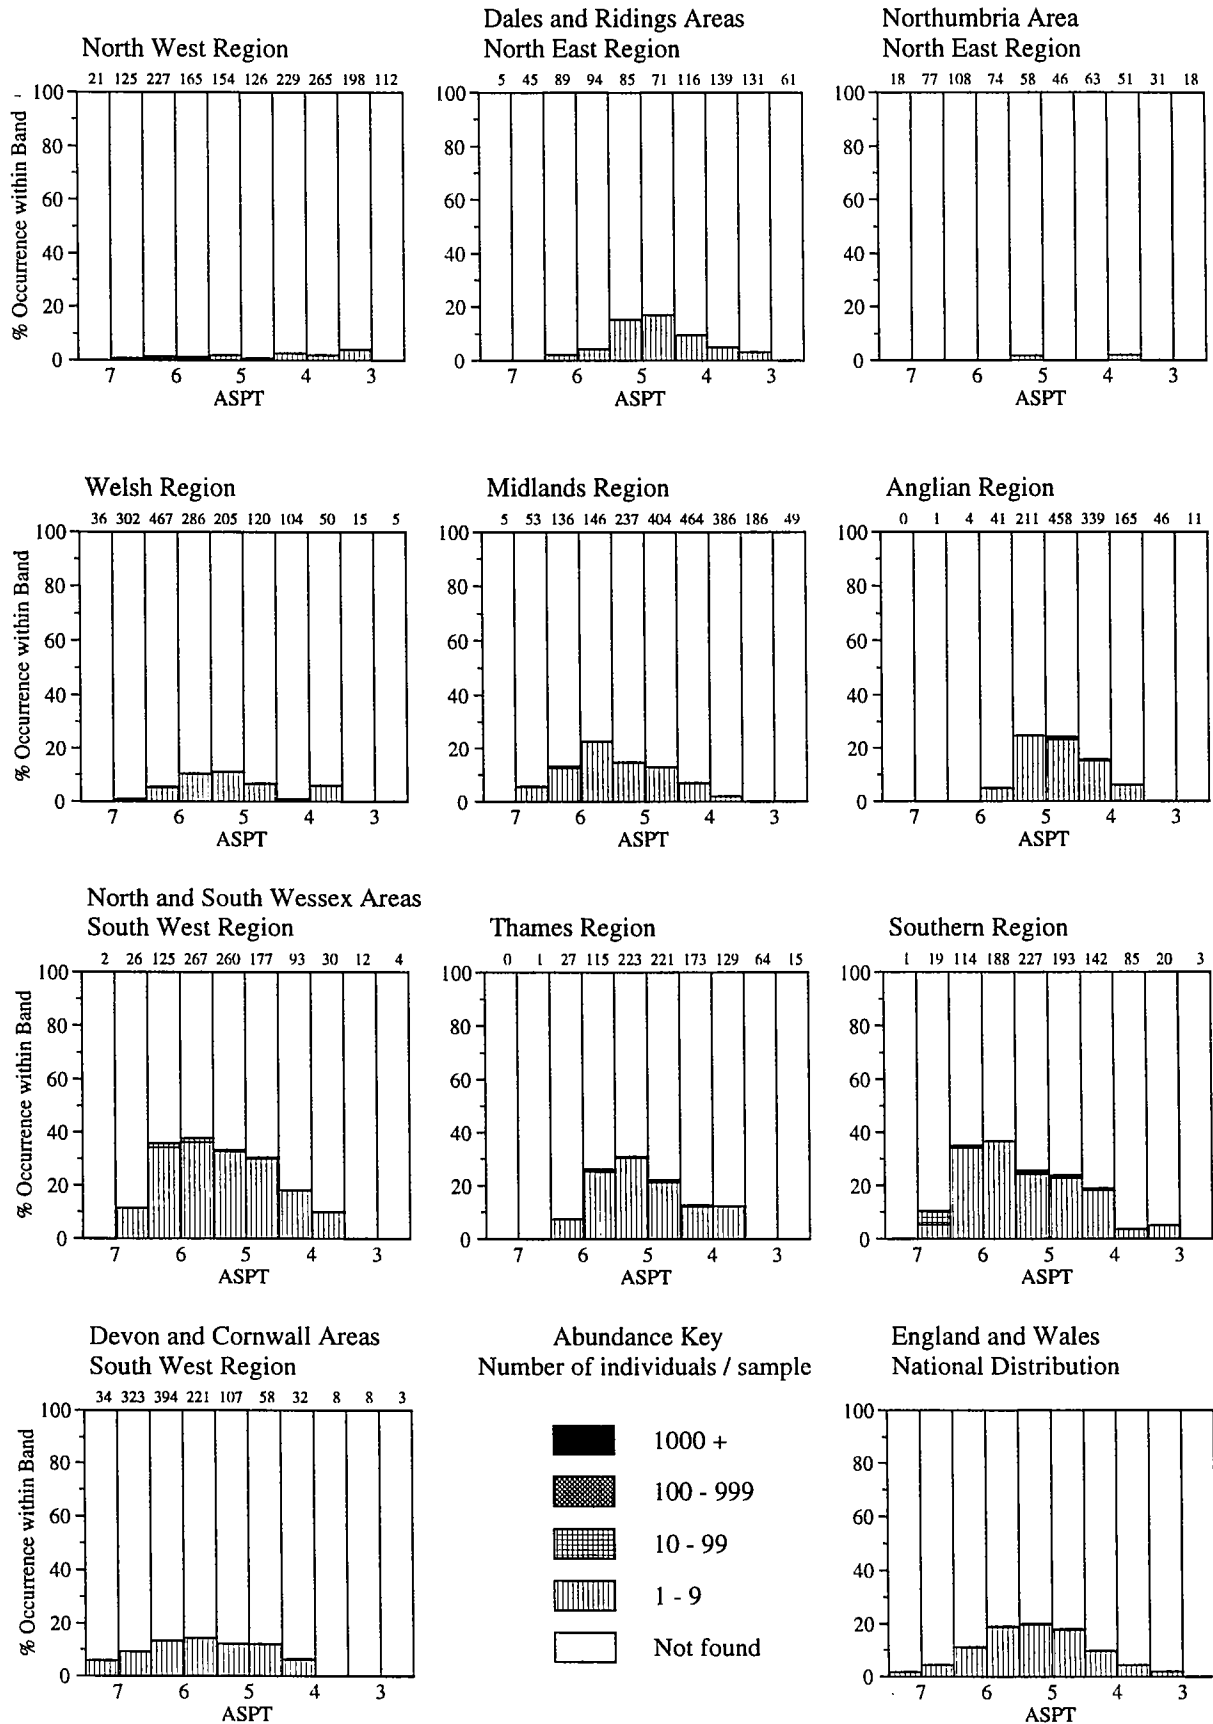 North West Region
21 125 227 165 154 126 229 265 198 112
100
80
60
40
20
0
% Occurrence within Band
7 6 5 4 3
ASPT
Dales and Ridings Areas
North East Region
5 45 89 94 85 71 116 139 131 61
100
80
60
40
20
0
7 6 5 4 3
ASPT
Northumbria Area
North East Region
18 77 108 74 58 46 63 51 31 18
100
80
60
40
20
0
7 6 5 4 3
ASPT
Welsh Region
36 302 467 286 205 120 104 50 15 5
100
80
60
40
20
0
% Occurrence within Band
7 6 5 4 3
ASPT
Midlands Region
5 53 136 146 237 404 464 386 186 49
100
80
60
40
20
0
7 6 5 4 3
ASPT
Anglian Region
0 1 4 41 211 458 339 165 46 11
100
80
60
40
20
0
7 6 5 4 3
ASPT
North and South Wessex Areas
South West Region
2 26 125 267 260 177 93 30 12 4
100
80
60
40
20
0
% Occurrence within Band
7 6 5 4 3
ASPT
Thames Region
0 1 27 115 223 221 173 129 64 15
100
80
60
40
20
0
7 6 5 4 3
ASPT
Southern Region
1 19 114 188 227 193 142 85 20 3
100
80
60
40
20
0
7 6 5 4 3
ASPT
Devon and Cornwall Areas
South West Region
34 323 394 221 107 58 32 8 8 3
100
80
60
40
20
0
% Occurrence within Band
7 6 5 4 3
ASPT
Abundance Key
Number of individuals / sample
1000 +
100 - 999
10 - 99
1 - 9
Not found
England and Wales
National Distribution
100
80
60
40
20
0
7 6 5 4 3
ASPT